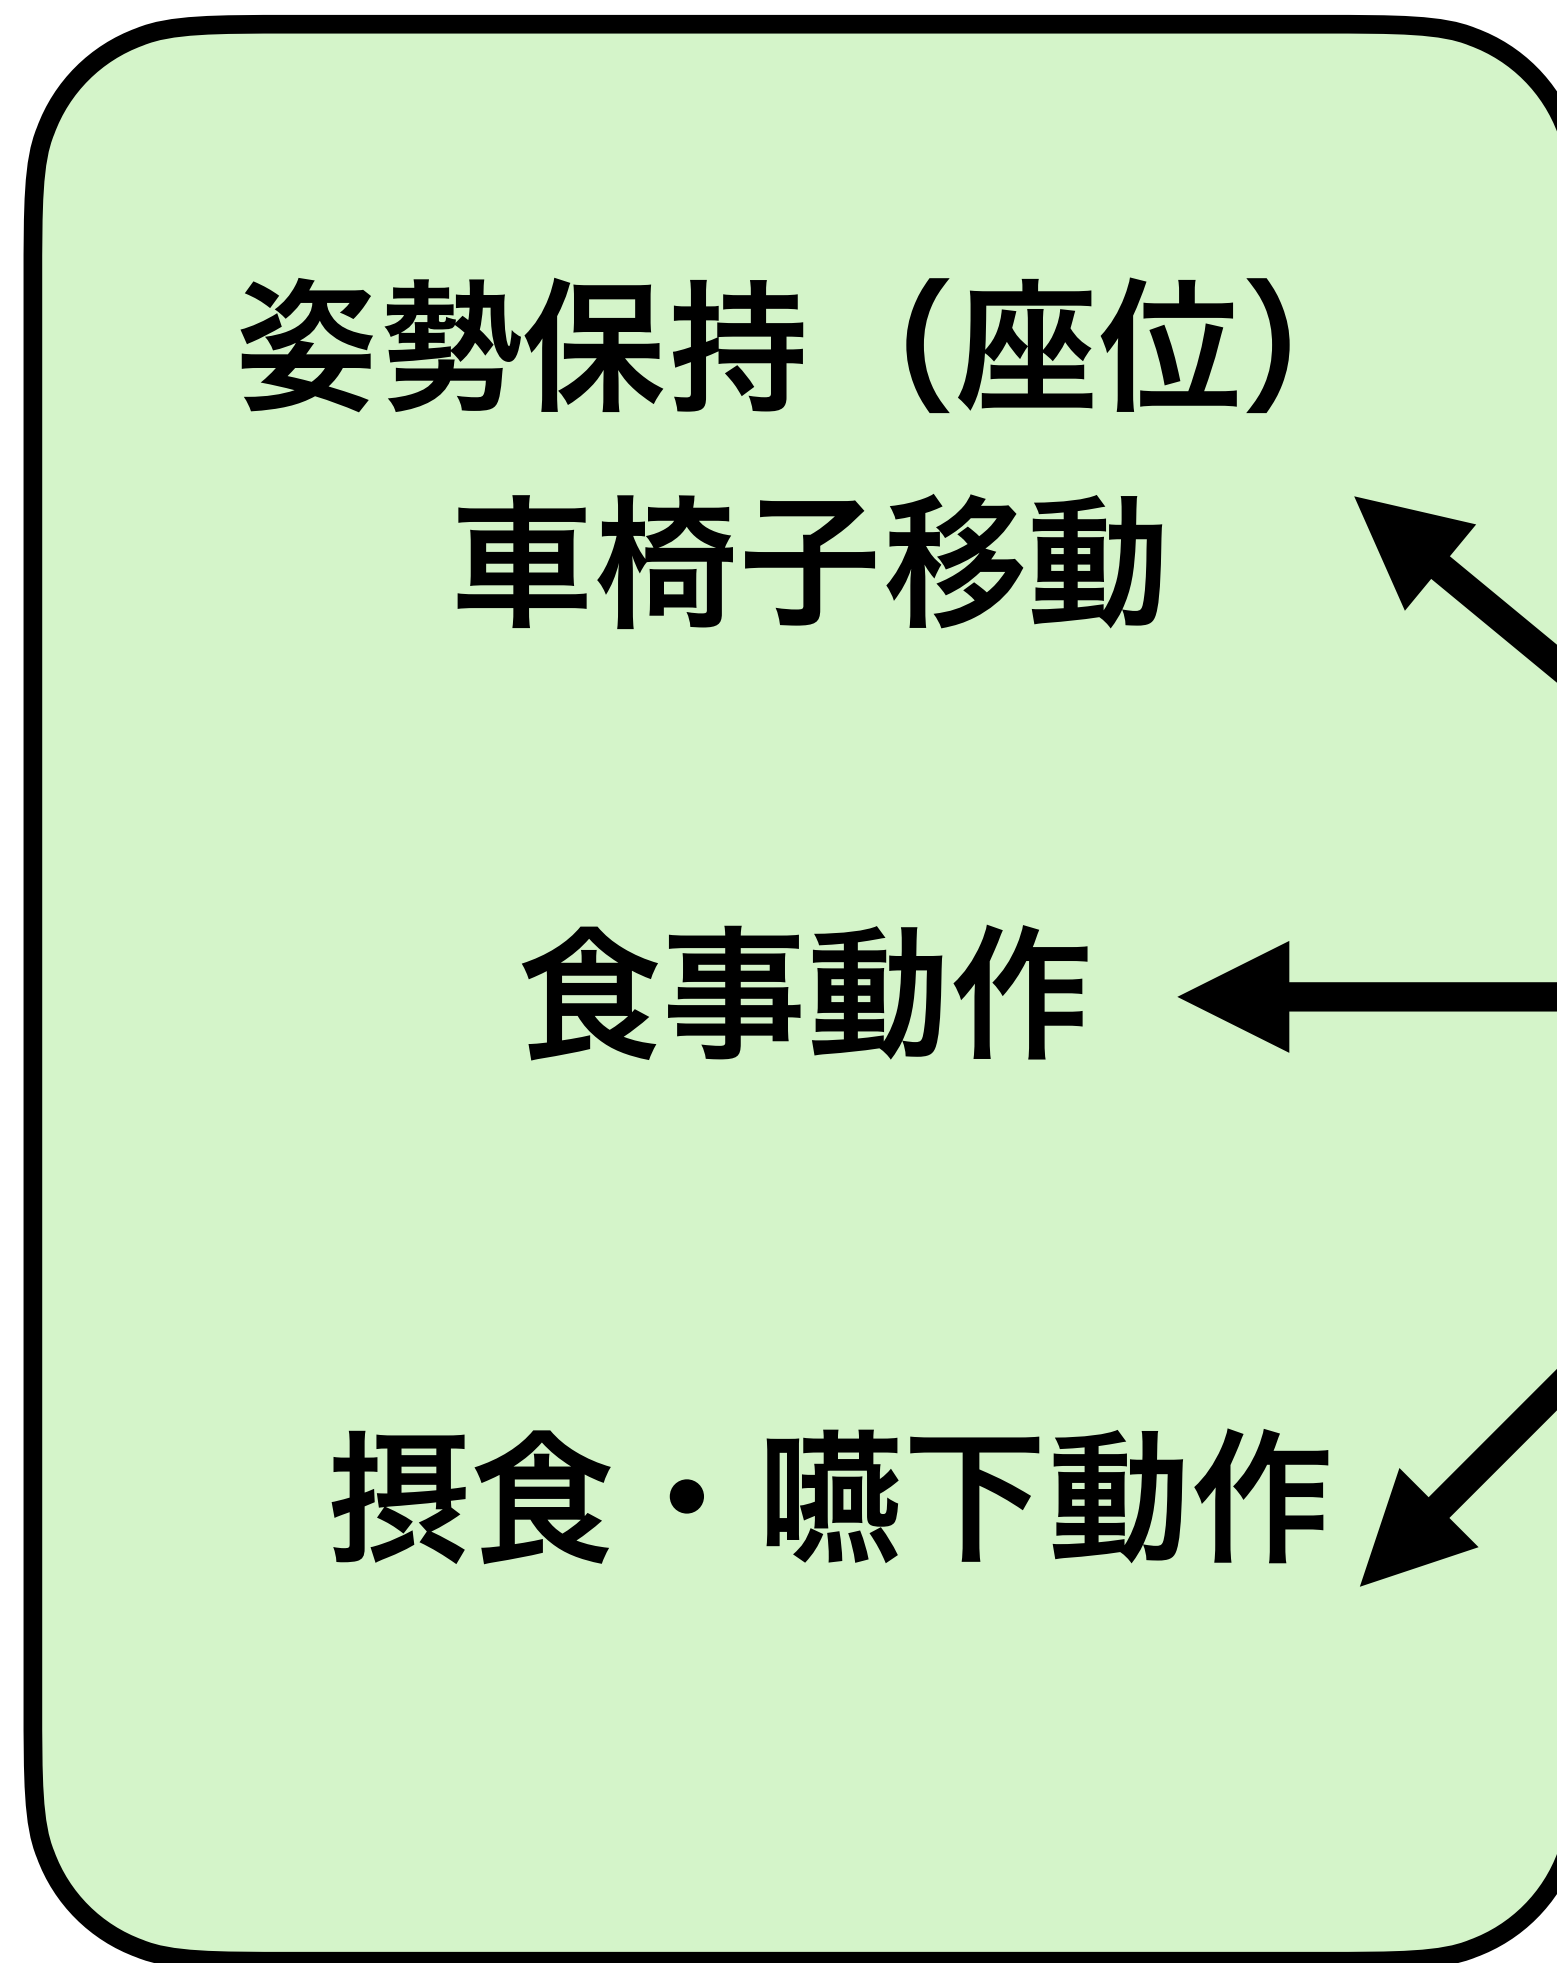 姿勢保持（座位）
車椅子移動
食事動作
摂食・嚥下動作